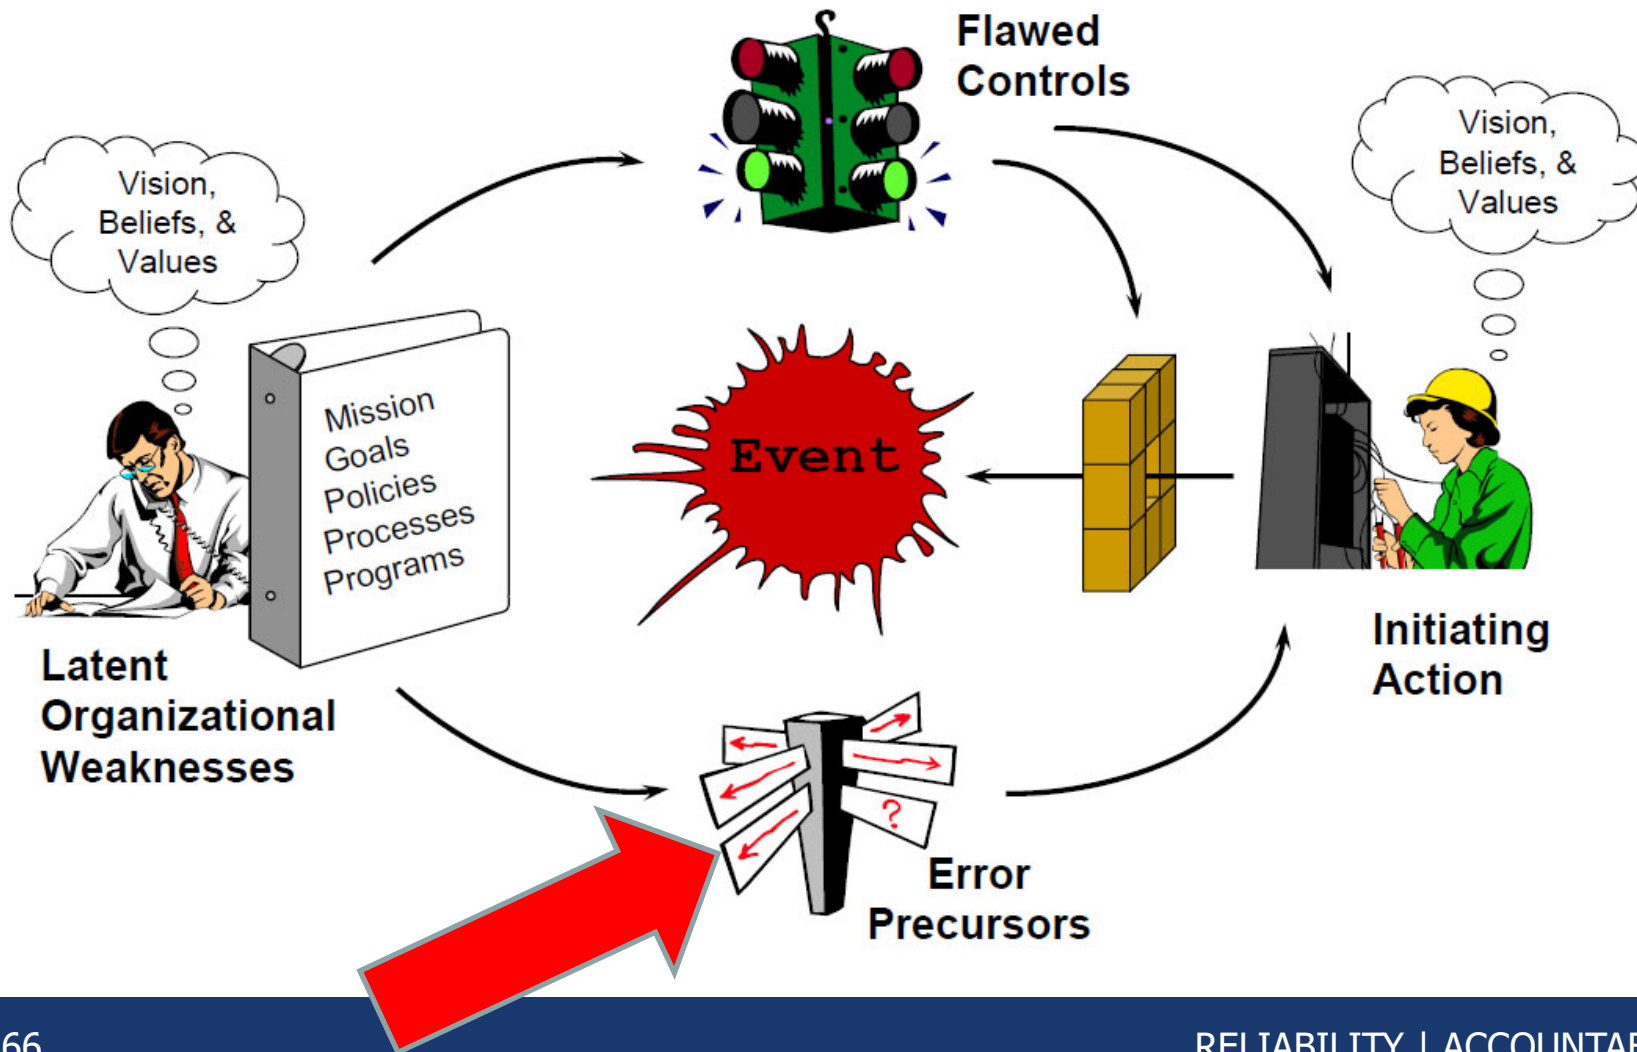 Flawed
Controls
Vision,
Beliefs, &
Values
Vision,
Beliefs, &
Values
Mission
Goals
Policies
Processes
Programs
Event
Latent
Organizational
Weaknesses
Initiating
Action
?
Error
Precursors
66
RELIABILITY | ACCOUNTAB